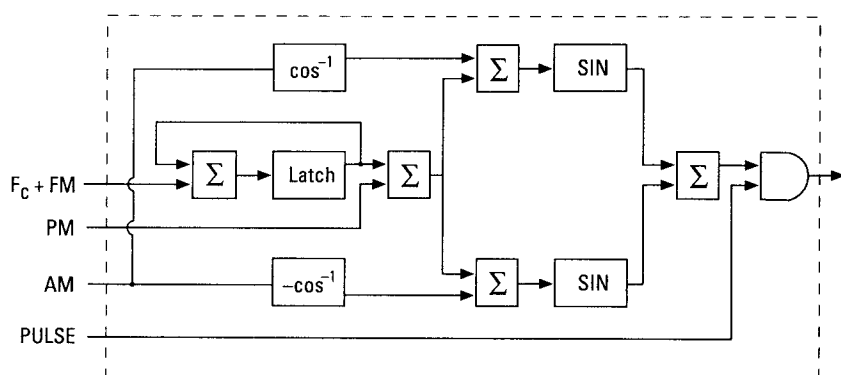 cos⁻¹
Σ
SIN
Σ
Latch
Σ
Σ
F_C + FM
PM
AM
−cos⁻¹
Σ
SIN
PULSE